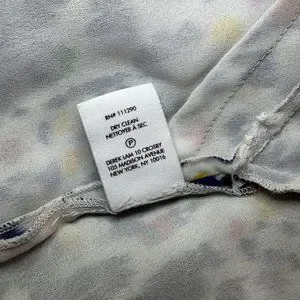 RN# 111290
DRY CLEAN
NETTOYER À SEC
P
DEREK LAM 10 CROSBY
105 MADISON AVENUE
NEW YORK, NY 10016